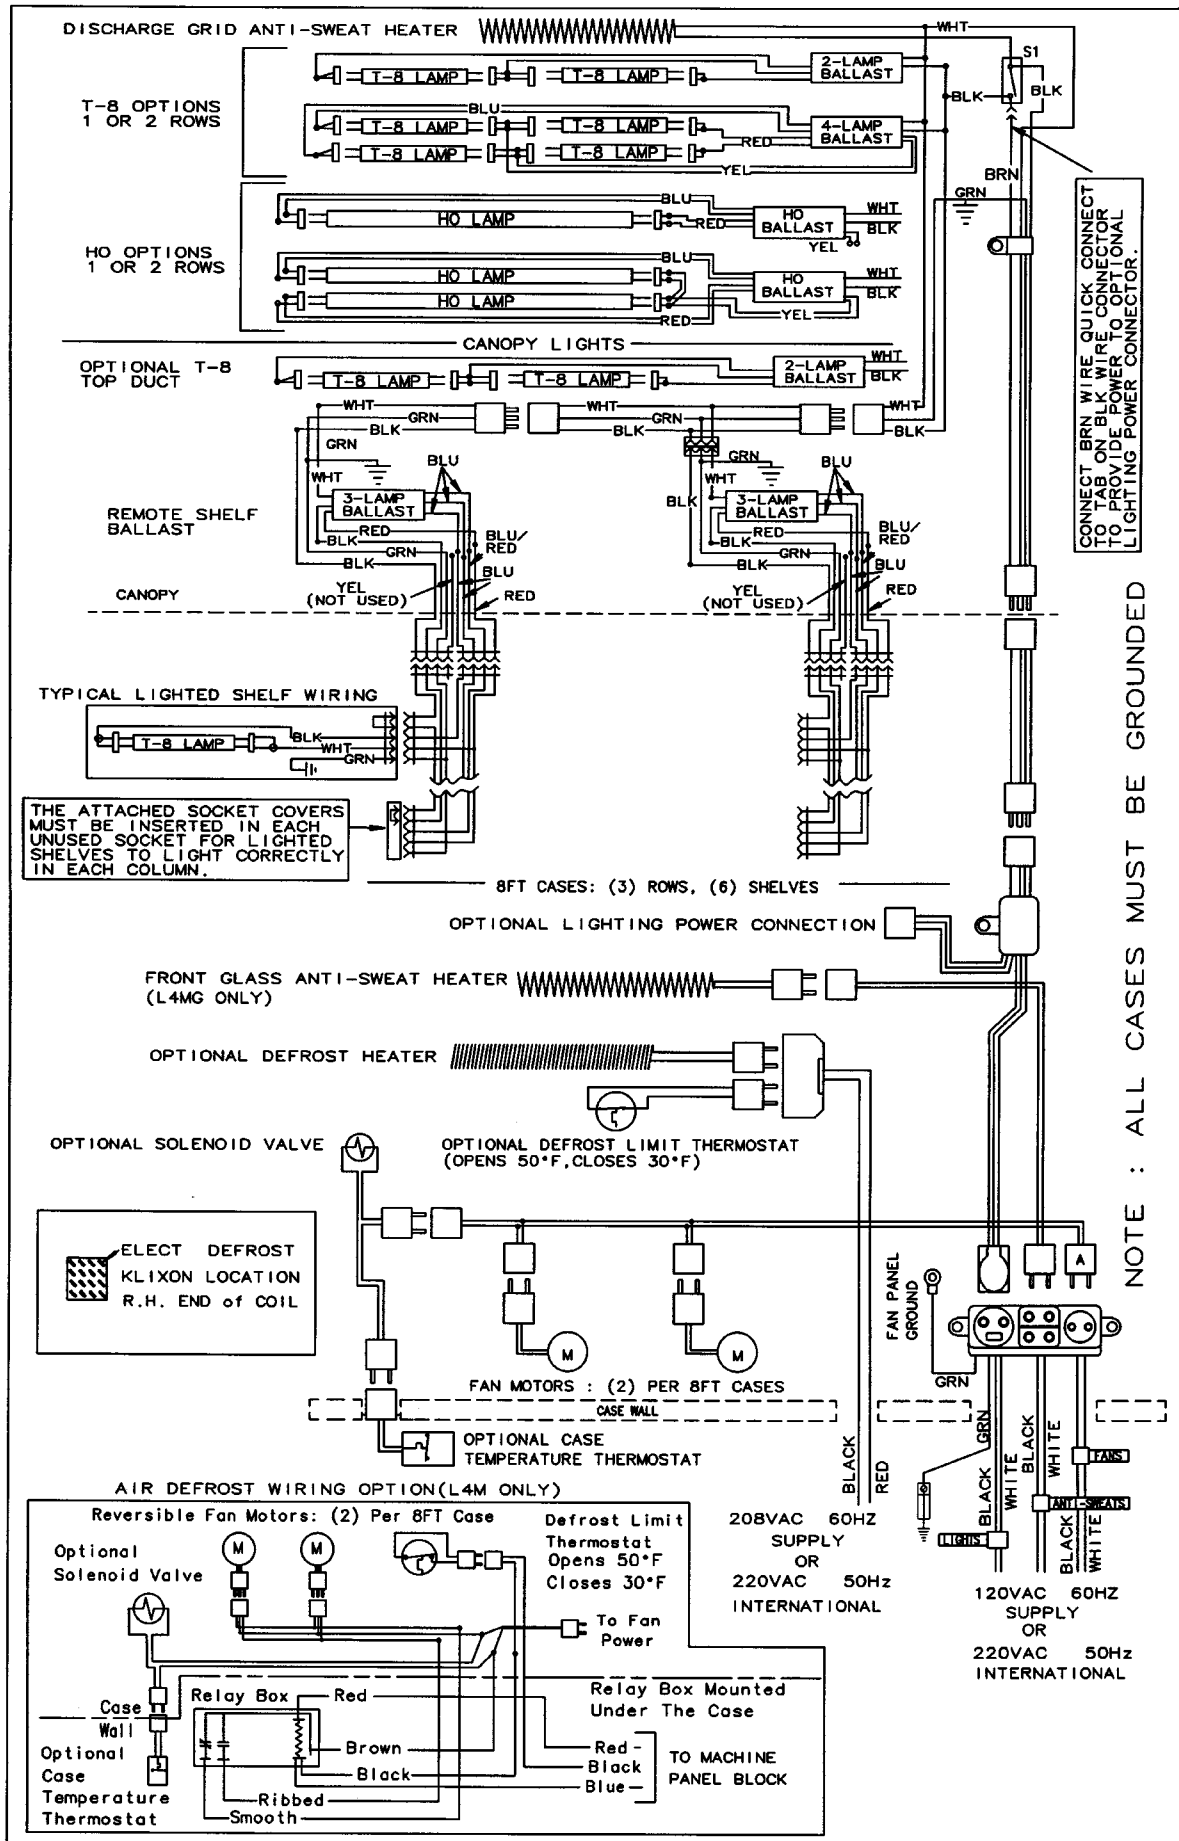 DISCHARGE GRID ANTI-SWEAT HEATER
WHT
S1
T-8 OPTIONS
1 OR 2 ROWS
T-8 LAMP
T-8 LAMP
2-LAMP
BALLAST
BLK
BLK
BLU
T-8 LAMP
T-8 LAMP
4-LAMP
BALLAST
RED
T-8 LAMP
T-8 LAMP
YEL
BRN
GRN
HO OPTIONS
1 OR 2 ROWS
BLU
HO LAMP
RED
HO
BALLAST
WHT
BLK
YEL
BLU
HO LAMP
HO LAMP
HO
BALLAST
WHT
BLK
YEL
RED
CONNECT BRN WIRE QUICK CONNECT
TO TAB ON BLK WIRE CONNECTOR
TO PROVIDE POWER TO OPTIONAL
LIGHTING POWER CONNECTOR.
CANOPY LIGHTS
OPTIONAL T-8
TOP DUCT
T-8 LAMP
T-8 LAMP
2-LAMP
BALLAST
WHT
BLK
WHT
GRN
BLK
WHT
GRN
BLK
WHT
BLK
GRN
BLU
WHT
GRN
BLU
WHT
BLK
REMOTE SHELF
BALLAST
3-LAMP
BALLAST
RED
BLK
GRN
BLK
BLU/
RED
BLU
YEL
(NOT USED)
RED
3-LAMP
BALLAST
RED
BLK
GRN
BLK
BLU/
RED
BLU
YEL
(NOT USED)
RED
CANOPY
TYPICAL LIGHTED SHELF WIRING
T-8 LAMP
BLK
WHT
GRN
THE ATTACHED SOCKET COVERS
MUST BE INSERTED IN EACH
UNUSED SOCKET FOR LIGHTED
SHELVES TO LIGHT CORRECTLY
IN EACH COLUMN.
8FT CASES: (3) ROWS, (6) SHELVES
NOTE : ALL CASES MUST BE GROUNDED
OPTIONAL LIGHTING POWER CONNECTION
FRONT GLASS ANTI-SWEAT HEATER
(L4MG ONLY)
OPTIONAL DEFROST HEATER
OPTIONAL DEFROST LIMIT THERMOSTAT
(OPENS 50°F,CLOSES 30°F)
OPTIONAL SOLENOID VALVE
ELECT DEFROST
KLIXON LOCATION
R.H. END of COIL
A
FAN PANEL
GROUND
GRN
M
M
FAN MOTORS : (2) PER 8FT CASES
CASE WALL
OPTIONAL CASE
TEMPERATURE THERMOSTAT
BLACK
RED
GRN
BLACK
WHITE
BLACK
WHITE
BLACK
WHITE
FANS
ANTI-SWEATS
LIGHTS
208VAC 60HZ
SUPPLY
OR
220VAC 50Hz
INTERNATIONAL
120VAC 60HZ
SUPPLY
OR
220VAC 50Hz
INTERNATIONAL
AIR DEFROST WIRING OPTION(L4M ONLY)
Reversible Fan Motors: (2) Per 8FT Case
M
M
Defrost Limit
Thermostat
Opens 50°F
Closes 30°F
Optional
Solenoid Valve
To Fan
Power
Case
Wall
Relay Box
Red
Relay Box Mounted
Under The Case
Brown
Black
Ribbed
Smooth
Red
Black
Blue
TO MACHINE
PANEL BLOCK
Optional
Case
Temperature
Thermostat